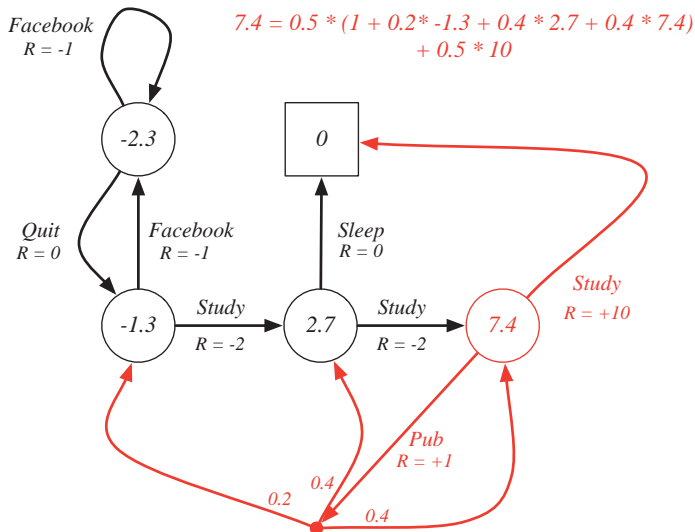 Facebook
R = -1
7.4 = 0.5 * (1 + 0.2* -1.3 + 0.4 * 2.7 + 0.4 * 7.4)
+ 0.5 * 10
-2.3
0
Quit
R = 0
Facebook
R = -1
Sleep
R = 0
Study
R = +10
-1.3
Study
R = -2
2.7
Study
R = -2
7.4
Pub
R = +1
0.2
0.4
0.4